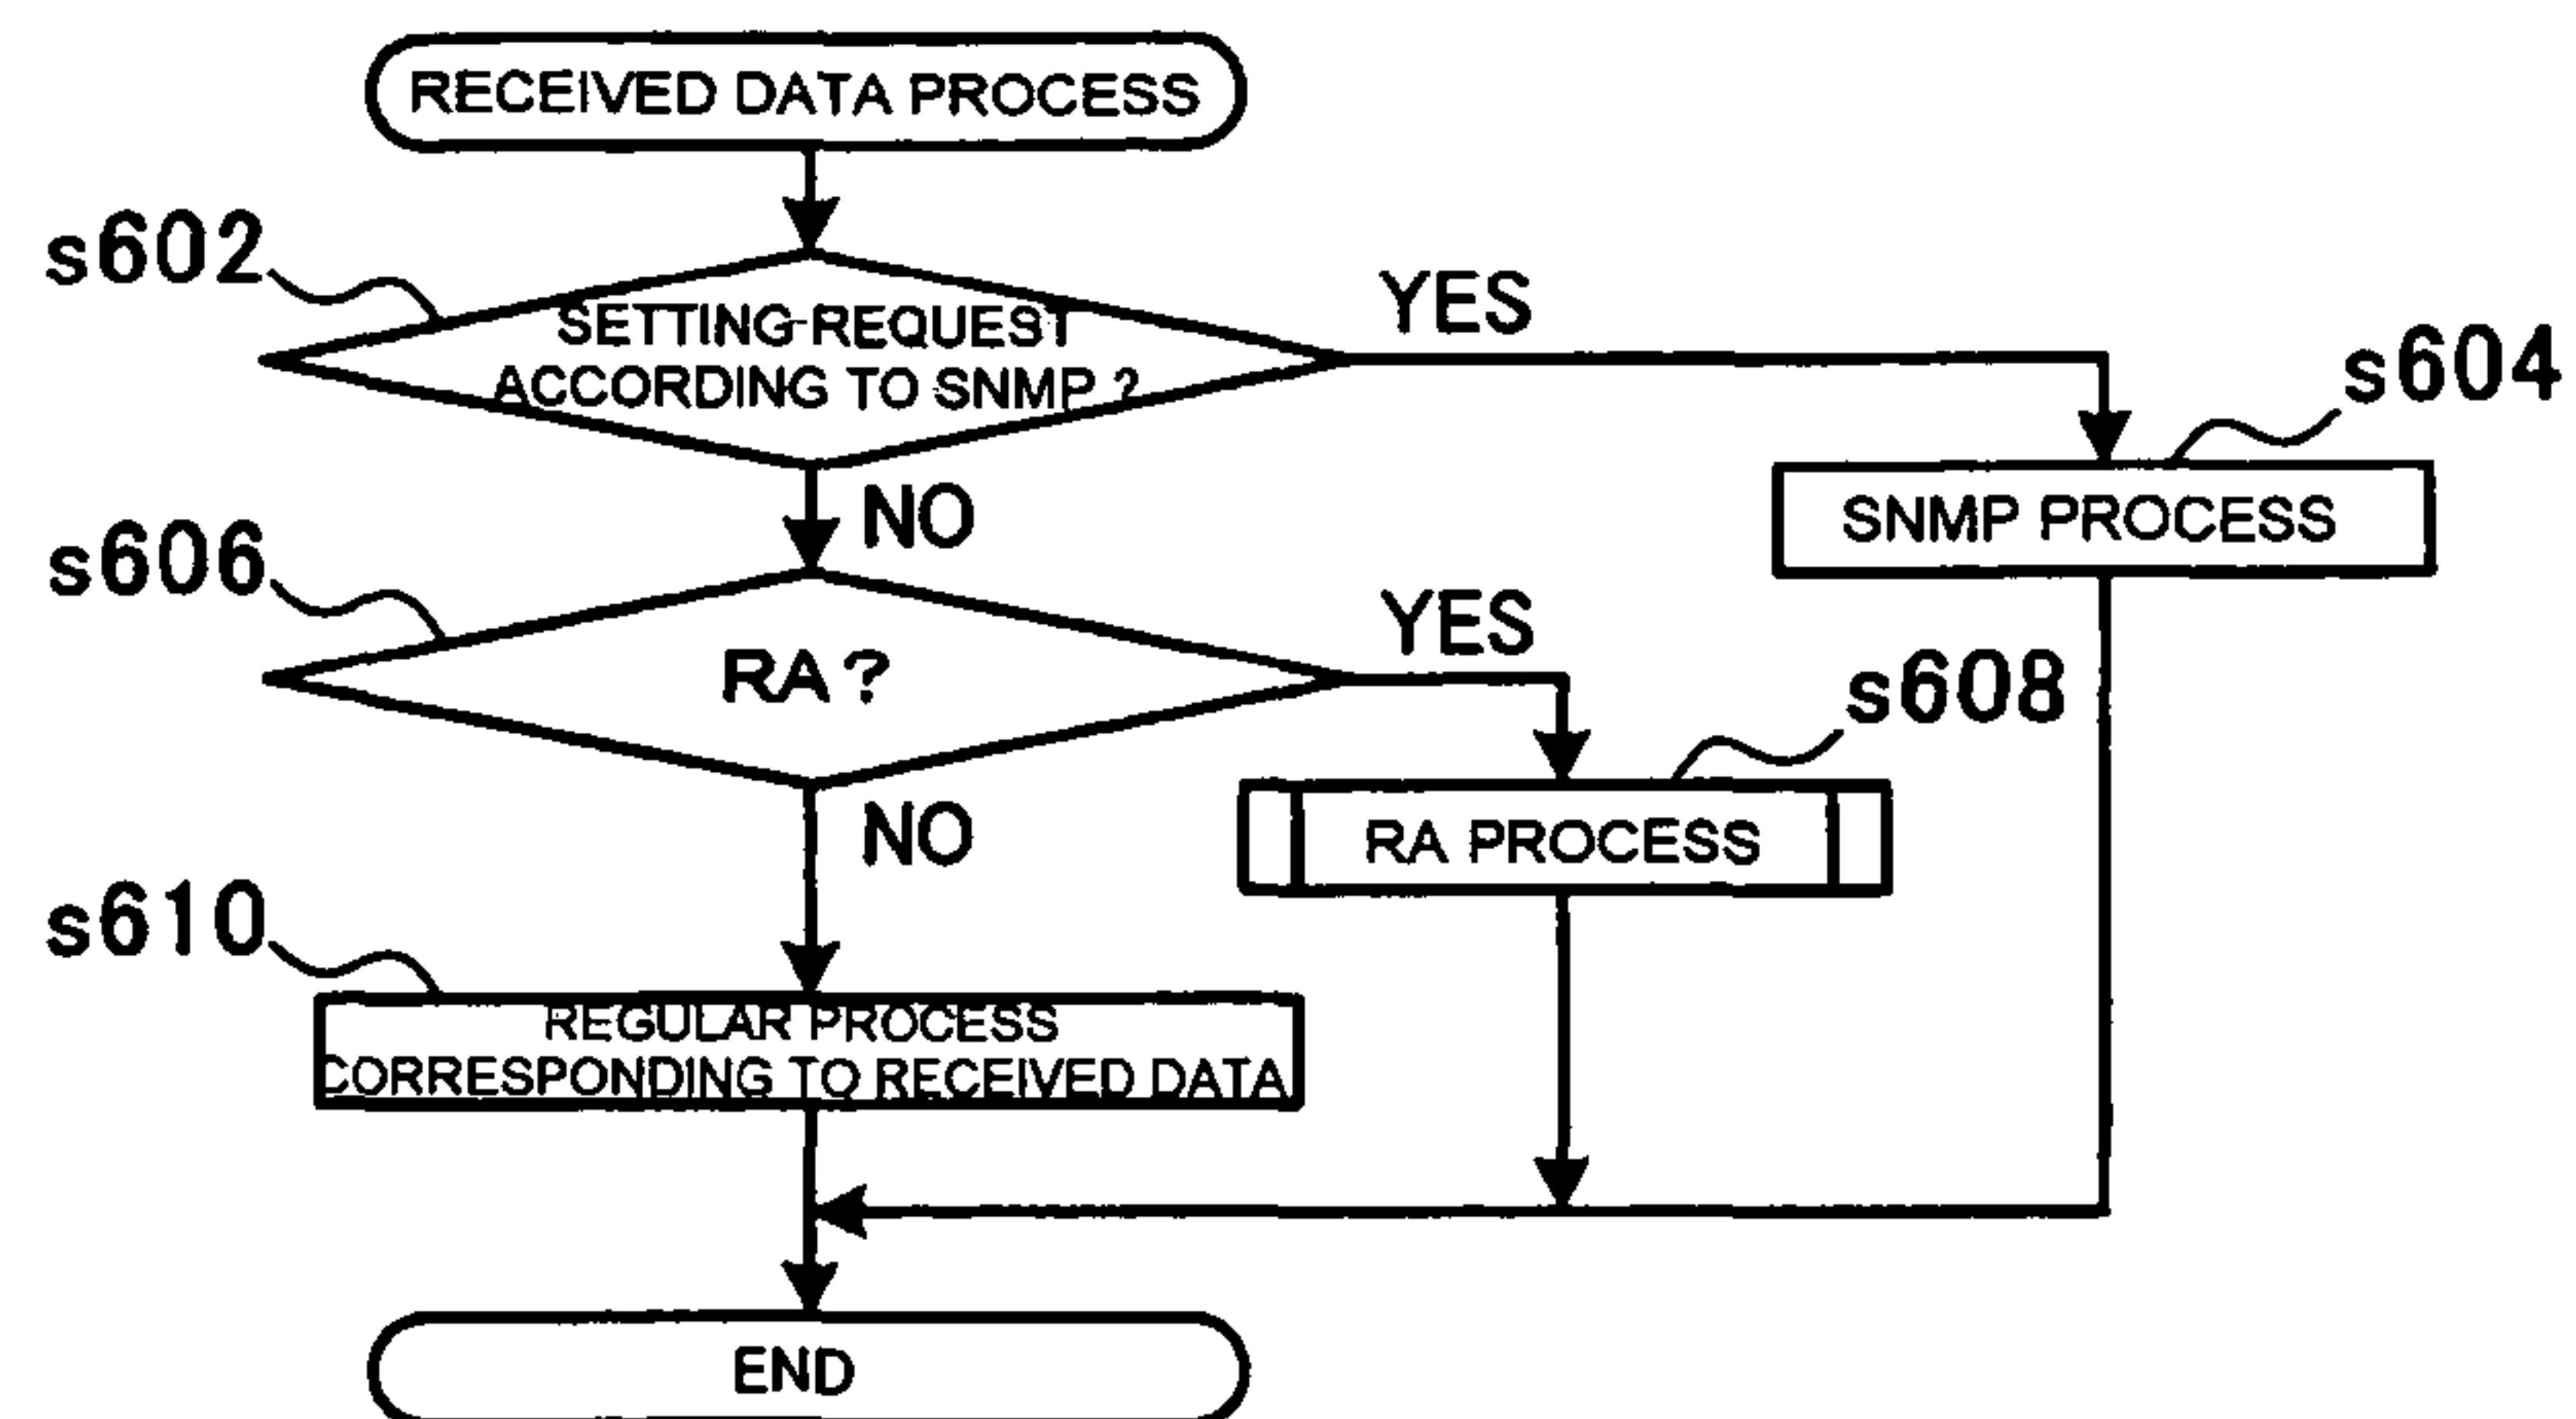 RECEIVED DATA PROCESS
s602
SETTING-REQUEST
ACCORDING TO SNMP ?
YES
s604
SNMP PROCESS
NO
s606
RA ?
YES
s608
RA PROCESS
NO
s610
REGULAR PROCESS
CORRESPONDING TO RECEIVED DATA
END